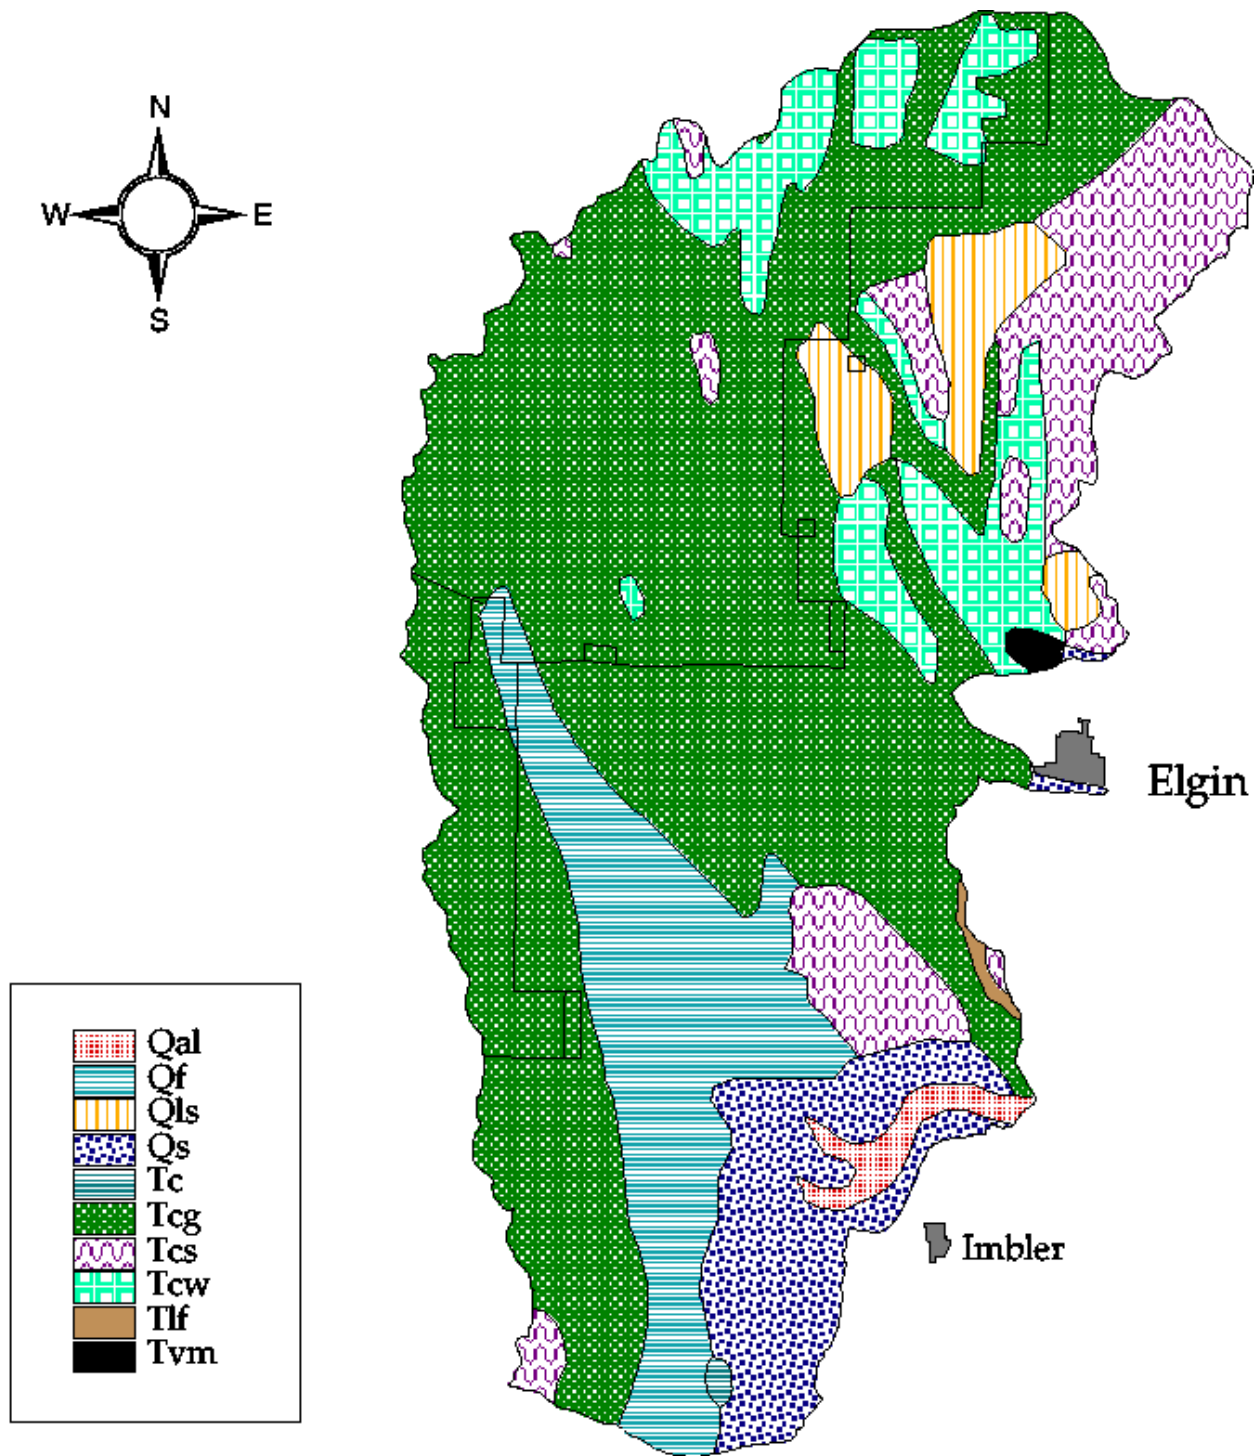 N
W E
S
Elgin
Qal
Qf
Qls
Qs
Tc
Tcg
Tcs
Tcw
Tlf
Tvm
Imbler